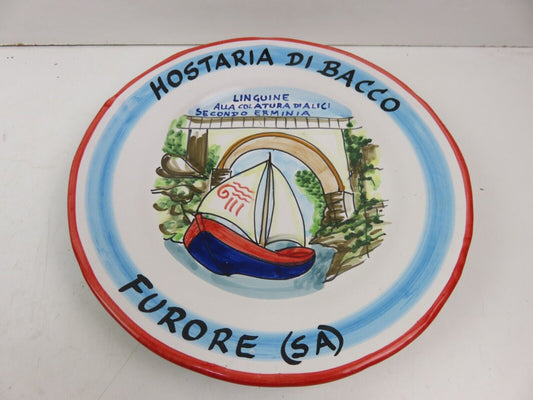 HOSTARIA DI BACCO
LINGUINE
ALLA COLATURA DI ALICI
SECONDO ERMINIA
FURORE (SA)